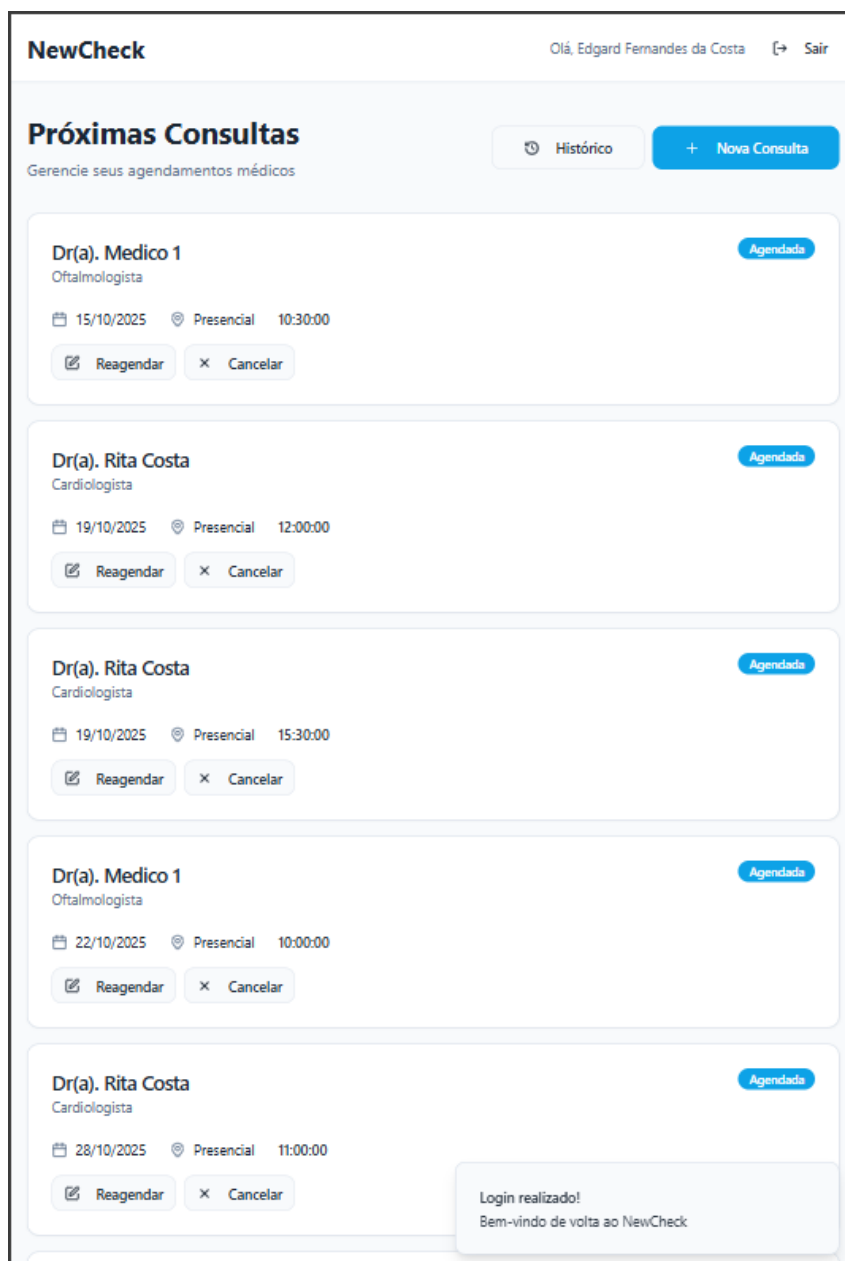 NewCheck
Olá, Edgard Fernandes da Costa
Sair
Próximas Consultas
Gerencie seus agendamentos médicos
Histórico
Nova Consulta
Dr(a). Medico 1
Agendada
Oftalmologista
15/10/2025 Presencial 10:30:00
Reagendar Cancelar
Dr(a). Rita Costa
Agendada
Cardiologista
19/10/2025 Presencial 12:00:00
Reagendar Cancelar
Dr(a). Rita Costa
Agendada
Cardiologista
19/10/2025 Presencial 15:30:00
Reagendar Cancelar
Dr(a). Medico 1
Agendada
Oftalmologista
22/10/2025 Presencial 10:00:00
Reagendar Cancelar
Dr(a). Rita Costa
Agendada
Cardiologista
28/10/2025 Presencial 11:00:00
Reagendar Cancelar
Login realizado!
Bem-vindo de volta ao NewCheck